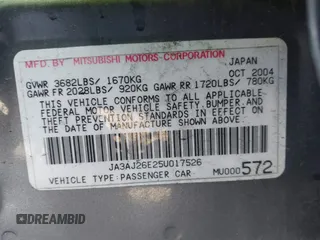 MFD. BY MITSUBISHI MOTORS CORPORATION JAPAN
GVWR 3682LBS/ 1670KG OCT 2004
GAWR FR 2028LBS/ 920KG GAWR RR 1720LBS/ 780KG
THIS VEHICLE CONFORMS TO ALL APPLICABLE
FEDERAL MOTOR VEHICLE SAFETY, BUMPER, AND
THEFT PREVENTION STANDARDS IN EFFECT ON
THE DATE OF MANUFACTURE SHOWN ABOVE.
JA3AJ26E25U017526
VEHICLE TYPE: PASSENGER CAR MU000572